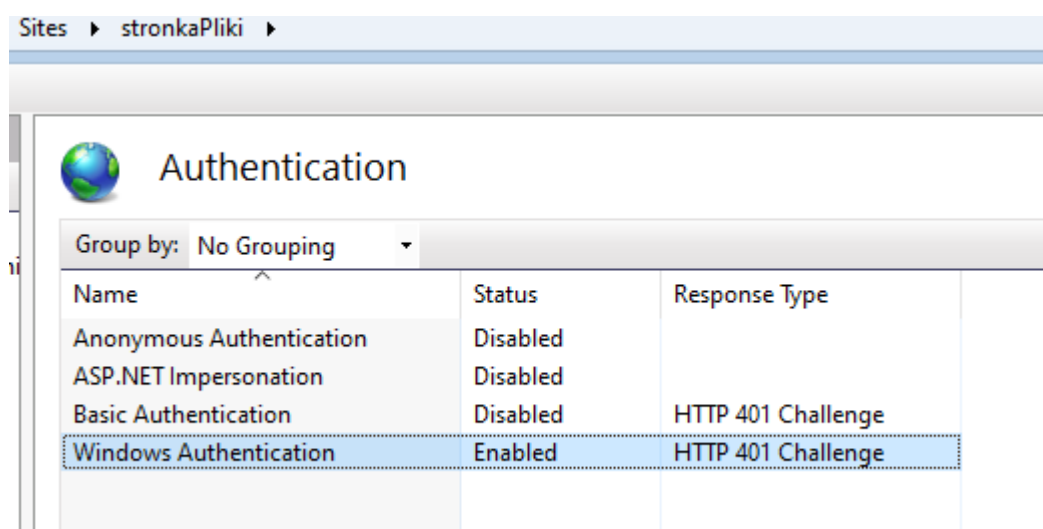 Sites stronkaPliki
Authentication
Group by: No Grouping
Name Status Response Type
Anonymous Authentication Disabled
ASP.NET Impersonation Disabled
Basic Authentication Disabled HTTP 401 Challenge
Windows Authentication Enabled HTTP 401 Challenge